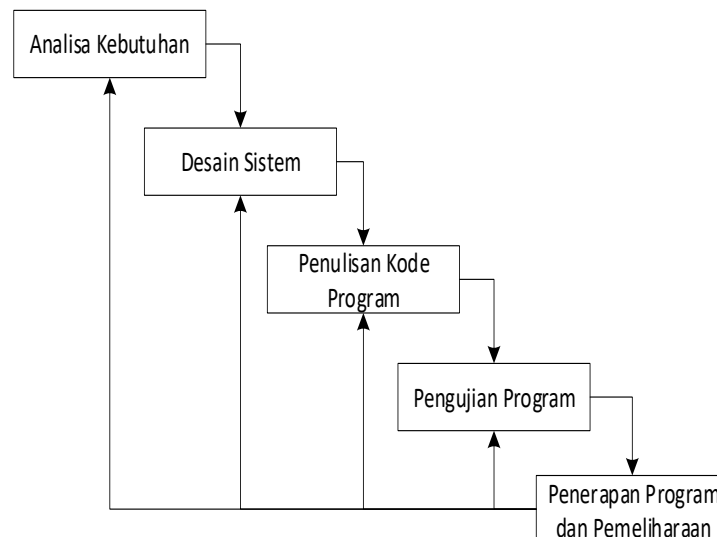 Analisa Kebutuhan
Desain Sistem
Penulisan Kode
Program
Pengujian Program
Penerapan Program
dan Pemeliharaan